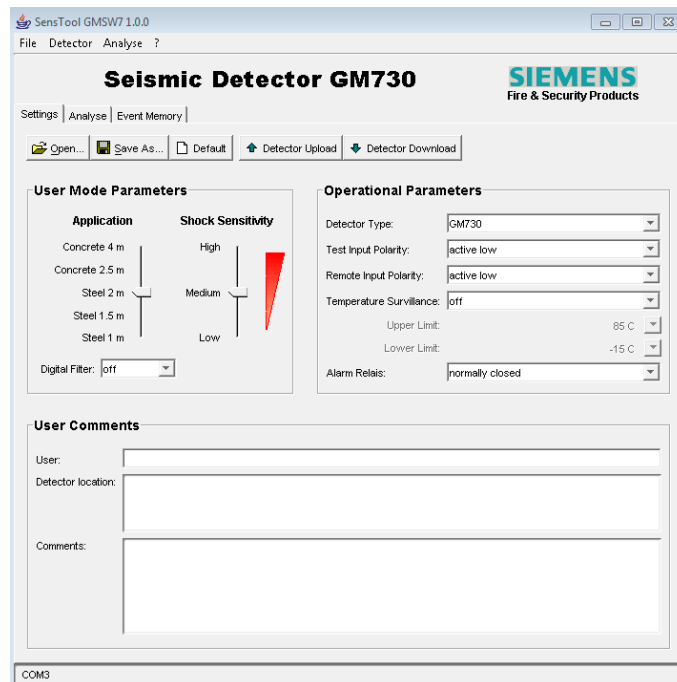 SensTool GMSW7 1.0.0
File Detector Analyse ?
Seismic Detector GM730
SIEMENS
Fire & Security Products
Settings Analyse Event Memory
Open... Save As... Default Detector Upload Detector Download
User Mode Parameters
Application Shock Sensitivity
Concrete 4 m High
Concrete 2.5 m
Steel 2 m Medium
Steel 1.5 m
Steel 1 m Low
Digital Filter: off
Operational Parameters
Detector Type: GM730
Test Input Polarity: active low
Remote Input Polarity: active low
Temperature Survillance: off
Upper Limit: 85 C
Lower Limit: -15 C
Alarm Relais: normally closed
User Comments
User:
Detector location:
Comments:
COM3